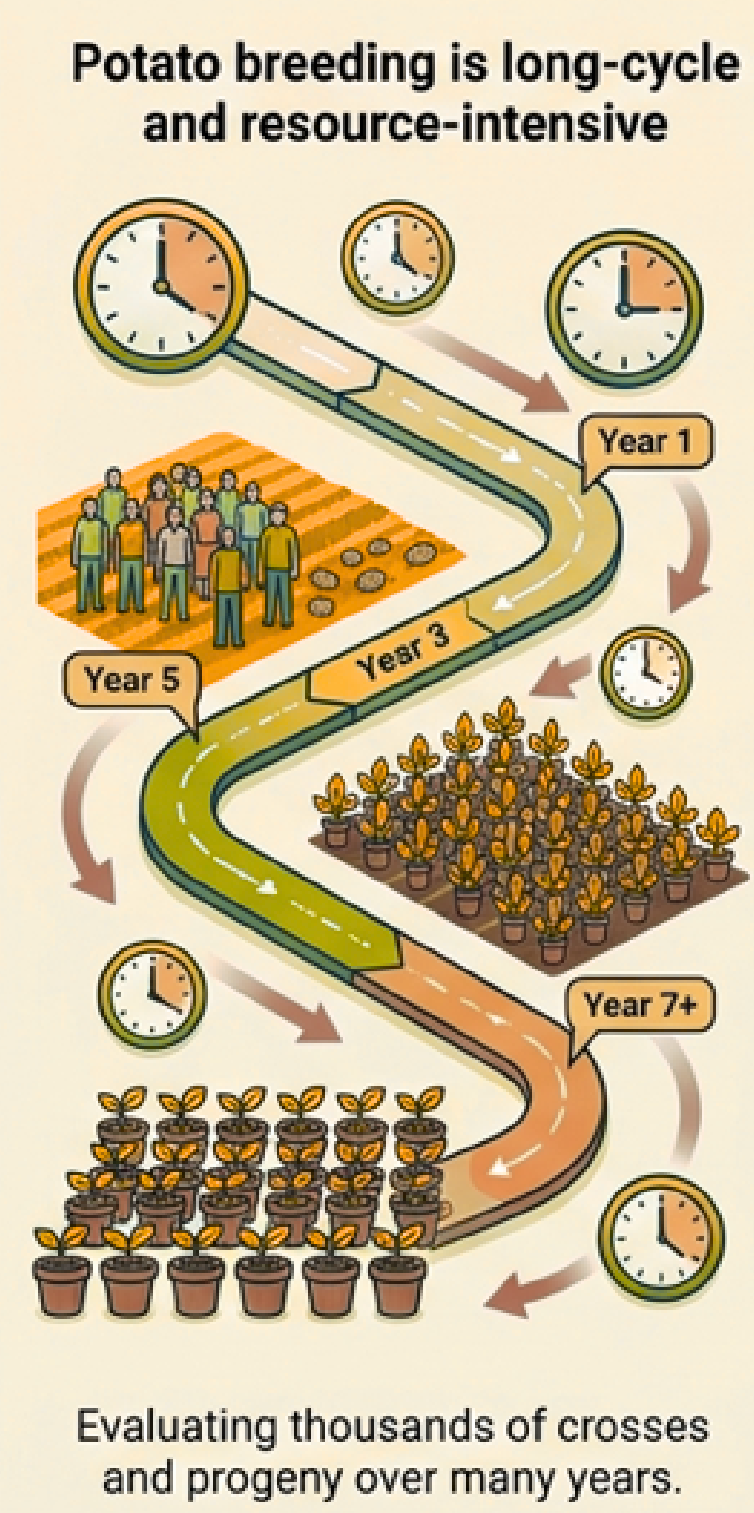 Potato breeding is long-cycle
and resource-intensive
Year 1
Year 3
Year 5
Year 7+
Evaluating thousands of crosses
and progeny over many years.